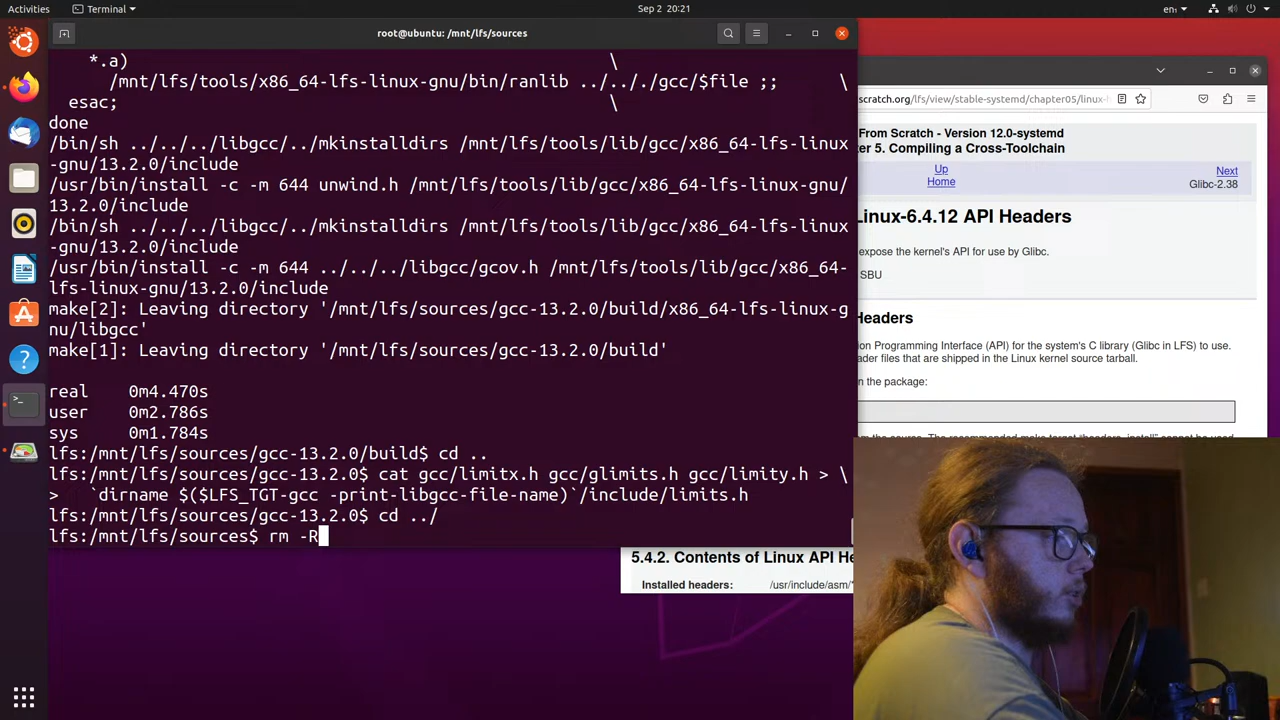 Activities
Terminal
Sep 2 20:21
en₁
root@ubuntu: /mnt/lfs/sources
*.a) \
/mnt/lfs/tools/x86_64-lfs-linux-gnu/bin/ranlib ../.././gcc/$file ;; \
esac; \
done
/bin/sh ../../../libgcc/../mkinstalldirs /mnt/lfs/tools/lib/gcc/x86_64-lfs-linux
-gnu/13.2.0/include
/usr/bin/install -c -m 644 unwind.h /mnt/lfs/tools/lib/gcc/x86_64-lfs-linux-gnu/
13.2.0/include
/bin/sh ../../../libgcc/../mkinstalldirs /mnt/lfs/tools/lib/gcc/x86_64-lfs-linux
-gnu/13.2.0/include
/usr/bin/install -c -m 644 ../../../libgcc/gcov.h /mnt/lfs/tools/lib/gcc/x86_64-
lfs-linux-gnu/13.2.0/include
make[2]: Leaving directory '/mnt/lfs/sources/gcc-13.2.0/build/x86_64-lfs-linux-g
nu/libgcc'
make[1]: Leaving directory '/mnt/lfs/sources/gcc-13.2.0/build'
real 0m4.470s
user 0m2.786s
sys 0m1.784s
lfs:/mnt/lfs/sources/gcc-13.2.0/build$ cd ..
lfs:/mnt/lfs/sources/gcc-13.2.0$ cat gcc/limitx.h gcc/glimits.h gcc/limity.h > \
> `dirname $($LFS_TGT-gcc -print-libgcc-file-name)`/include/limits.h
lfs:/mnt/lfs/sources/gcc-13.2.0$ cd ../
lfs:/mnt/lfs/sources$ rm -R
scratch.org/lfs/view/stable-systemd/chapter05/linux-h
From Scratch - Version 12.0-systemd
ter 5. Compiling a Cross-Toolchain
Up
Next
Home
Glibc-2.38
Linux-6.4.12 API Headers
expose the kernel's API for use by Glibc.
SBU
Headers
ion Programming Interface (API) for the system's C library (Glibc in LFS) to use.
ader files that are shipped in the Linux kernel source tarball.
n the package:
5.4.2. Contents of Linux API He
Installed headers: /usr/include/asm/*